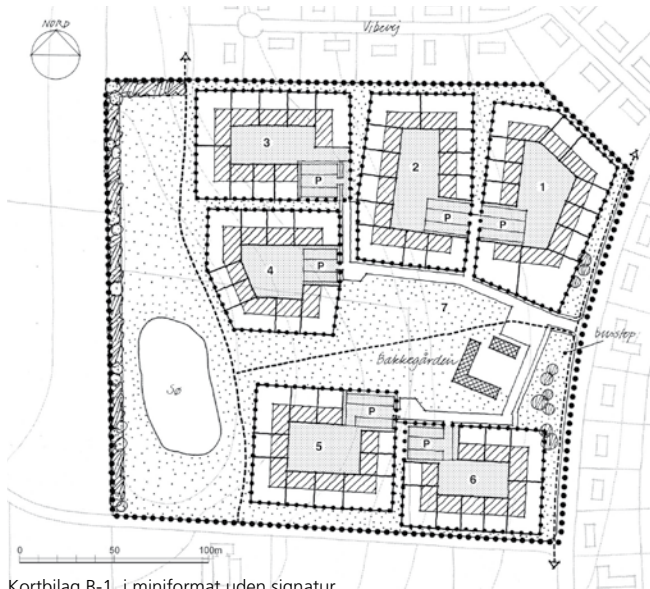 NORD
Vibevej
3
2
1
P
P
P
4
P
7
busstop
Bakkegården
Sø
P
5
P
6
0 50 100m
Kortbilag B-1 i miniformat uden signatur